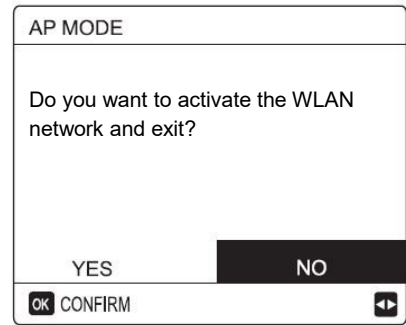 AP MODE
Do you want to activate the WLAN
network and exit?
YES NO
OK CONFIRM